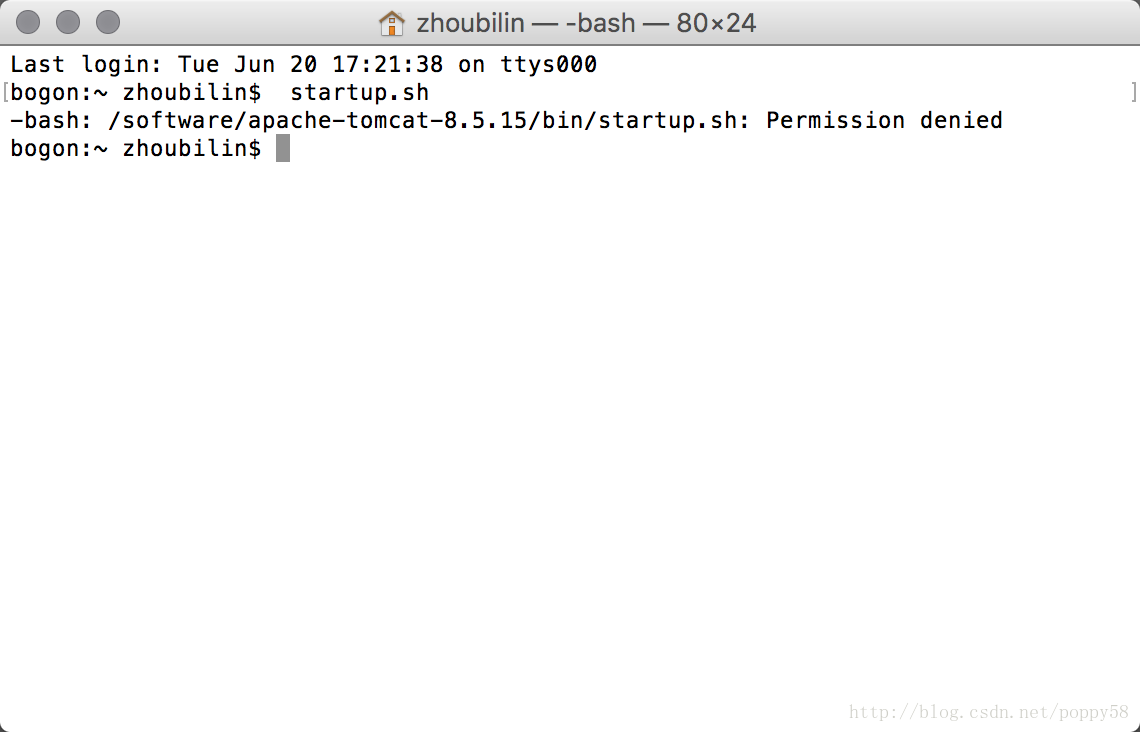 zhoubilin — -bash — 80×24
Last login: Tue Jun 20 17:21:38 on ttys000
[bogon:~ zhoubilin$  startup.sh ]
-bash: /software/apache-tomcat-8.5.15/bin/startup.sh: Permission denied
bogon:~ zhoubilin$
http://blog.csdn.net/poppy58